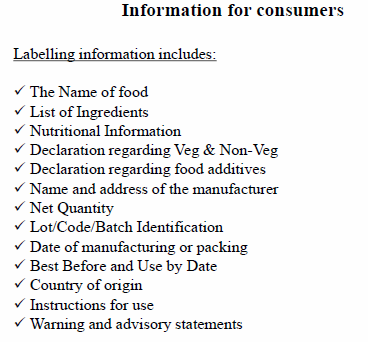 Information for consumers
Labelling information includes:
✓ The Name of food
✓ List of Ingredients
✓ Nutritional Information
✓ Declaration regarding Veg & Non-Veg
✓ Declaration regarding food additives
✓ Name and address of the manufacturer
✓ Net Quantity
✓ Lot/Code/Batch Identification
✓ Date of manufacturing or packing
✓ Best Before and Use by Date
✓ Country of origin
✓ Instructions for use
✓ Warning and advisory statements